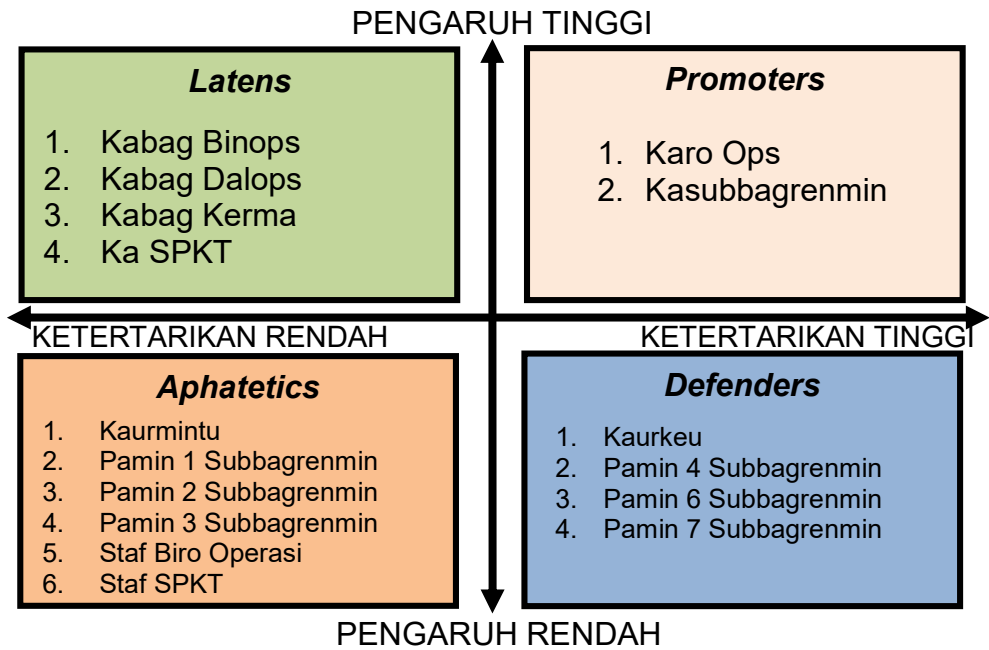 PENGARUH TINGGI
Latens
1. Kabag Binops
2. Kabag Dalops
3. Kabag Kerma
4. Ka SPKT
Promoters
1. Karo Ops
2. Kasubbagrenmin
KETERTARIKAN RENDAH
KETERTARIKAN TINGGI
Aphatetics
1. Kaurmintu
2. Pamin 1 Subbagrenmin
3. Pamin 2 Subbagrenmin
4. Pamin 3 Subbagrenmin
5. Staf Biro Operasi
6. Staf SPKT
Defenders
1. Kaurkeu
2. Pamin 4 Subbagrenmin
3. Pamin 6 Subbagrenmin
4. Pamin 7 Subbagrenmin
PENGARUH RENDAH